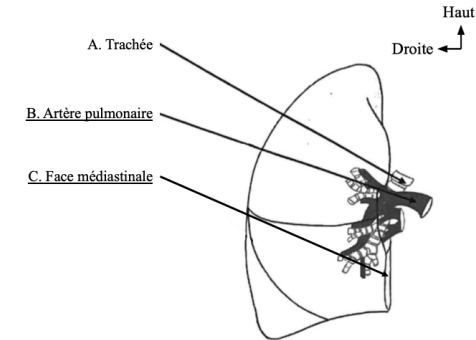 Haut
Droite
A. Trachée
B. Artère pulmonaire
C. Face médiastinale